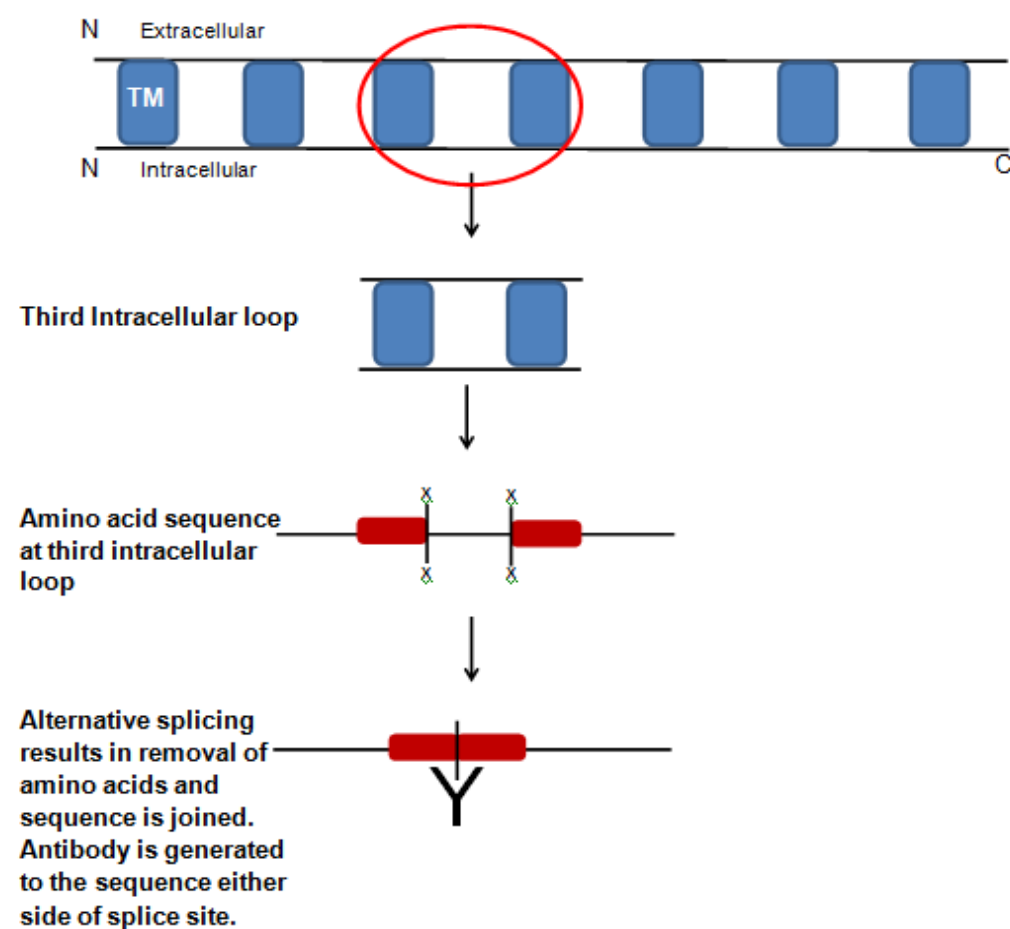 N Extracellular
TM
N Intracellular
C
Third Intracellular loop
x x
Amino acid sequence
at third intracellular
loop
x x
Alternative splicing
results in removal of
amino acids and
sequence is joined.
Antibody is generated
to the sequence either
side of splice site.